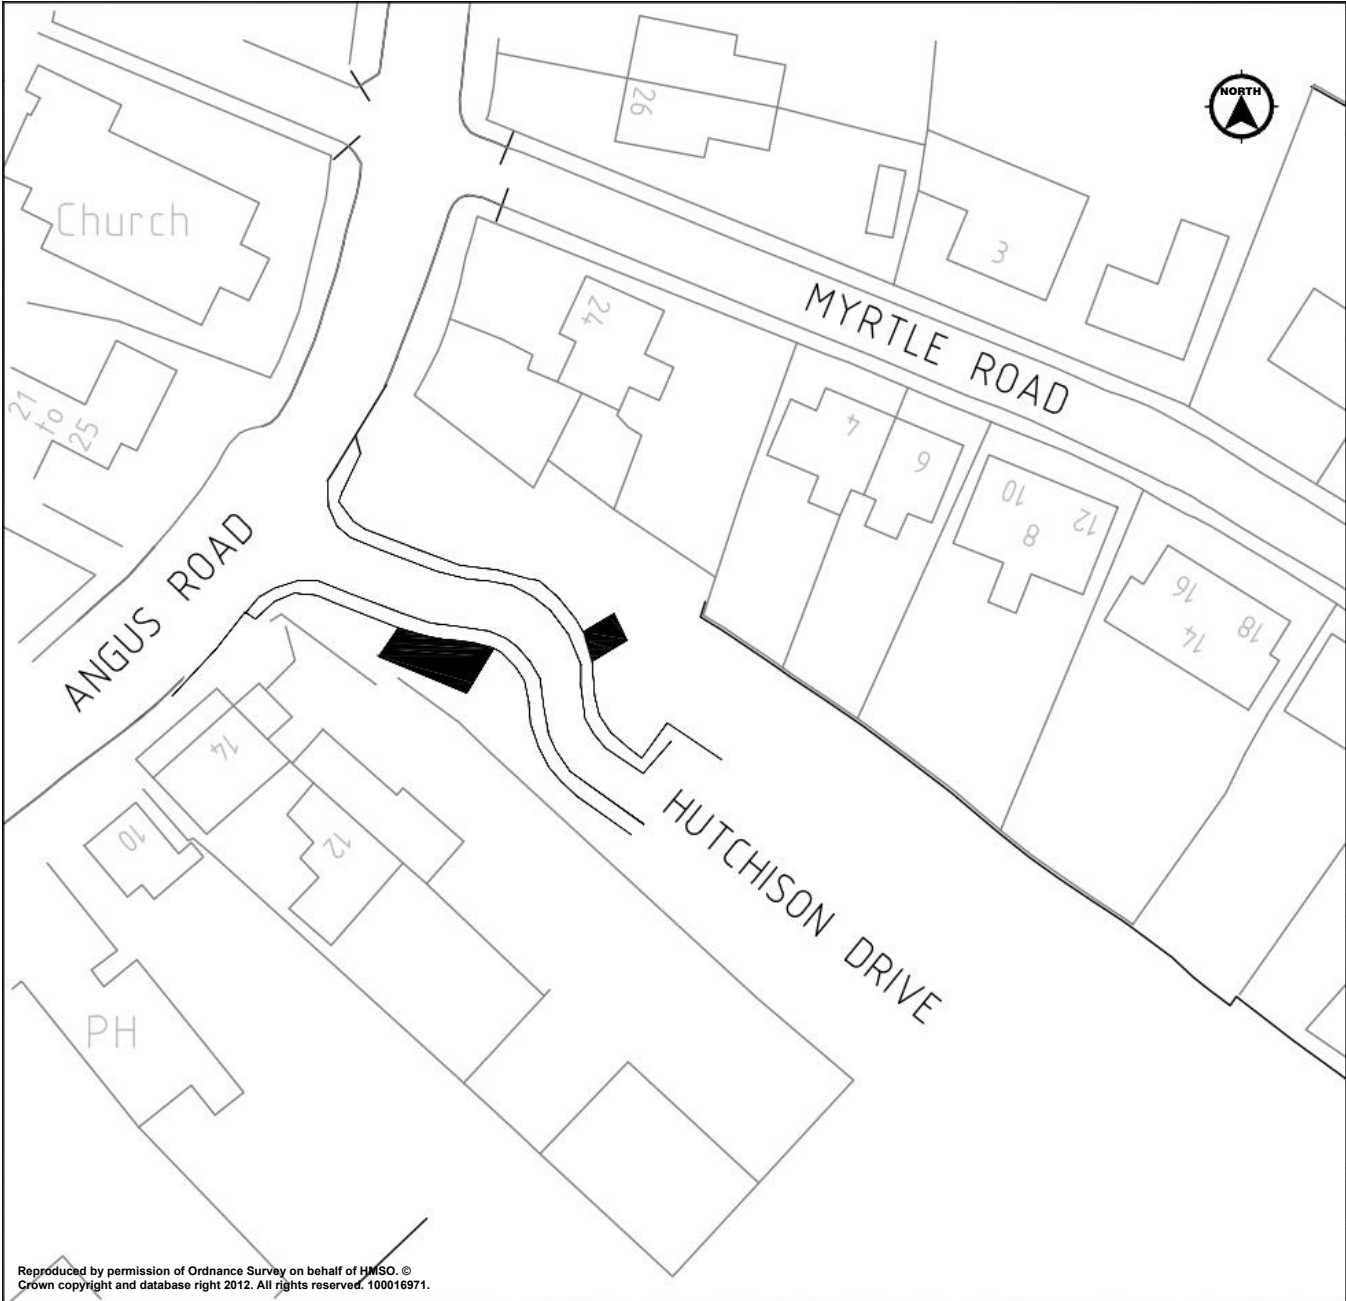 NORTH
26
Church
3
24
MYRTLE ROAD
21
to
25
4
6
10
8
12
16
14
18
ANGUS ROAD
14
10
12
HUTCHISON DRIVE
PH
Reproduced by permission of Ordnance Survey on behalf of HMSO. ©
Crown copyright and database right 2012. All rights reserved. 100016971.